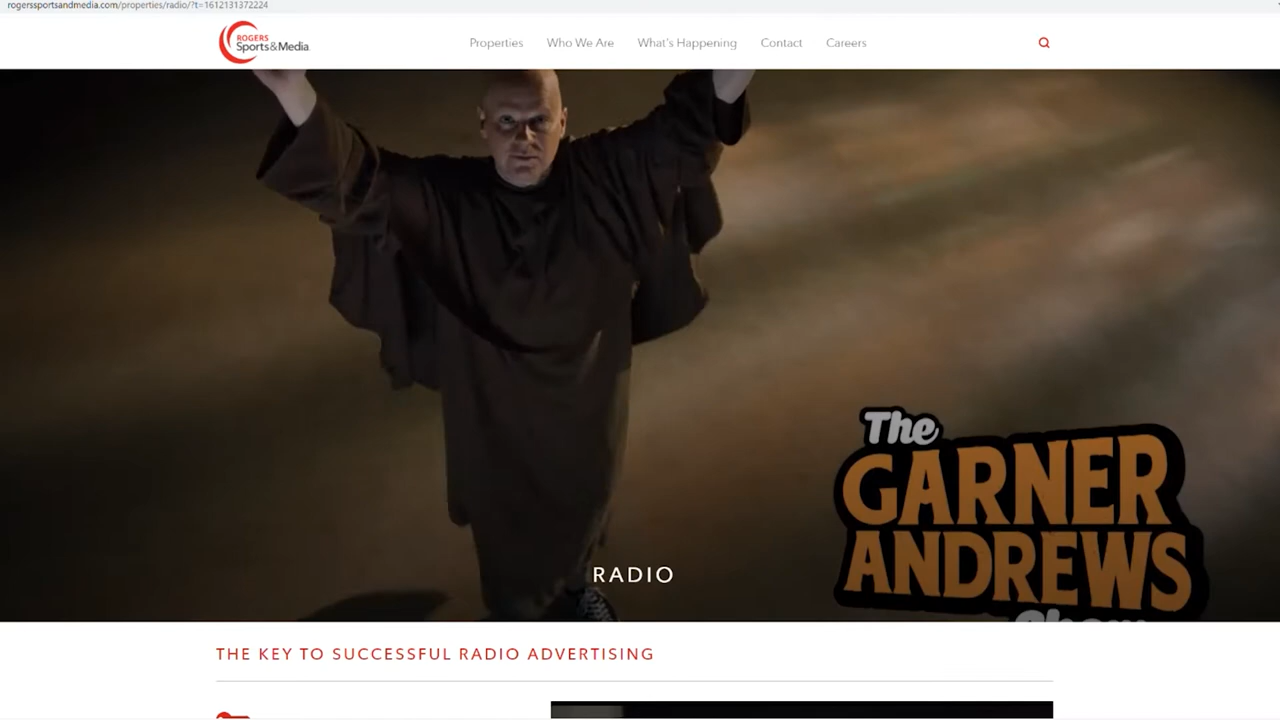 rogerssportsandmedia.com/properties/radio/?t=1612131372224
ROGERS
Sports&Media
Properties Who We Are What's Happening Contact Careers
The
GARNER
ANDREWS
Show
RADIO
THE KEY TO SUCCESSFUL RADIO ADVERTISING